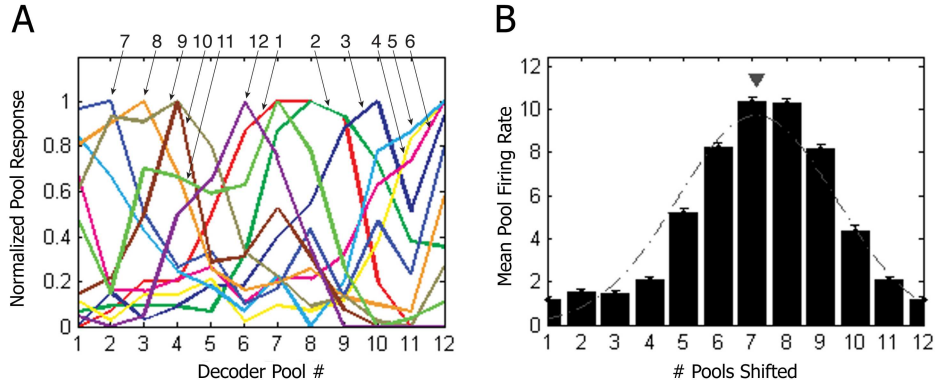 A
B
7 8 9 10 11 12 1 2 3 4 5 6
Normalized Pool Response
1
0.8
0.6
0.4
0.2
0
1 2 3 4 5 6 7 8 9 10 11 12
Decoder Pool #
Mean Pool Firing Rate
12
10
8
6
4
2
0
1 2 3 4 5 6 7 8 9 10 11 12
# Pools Shifted